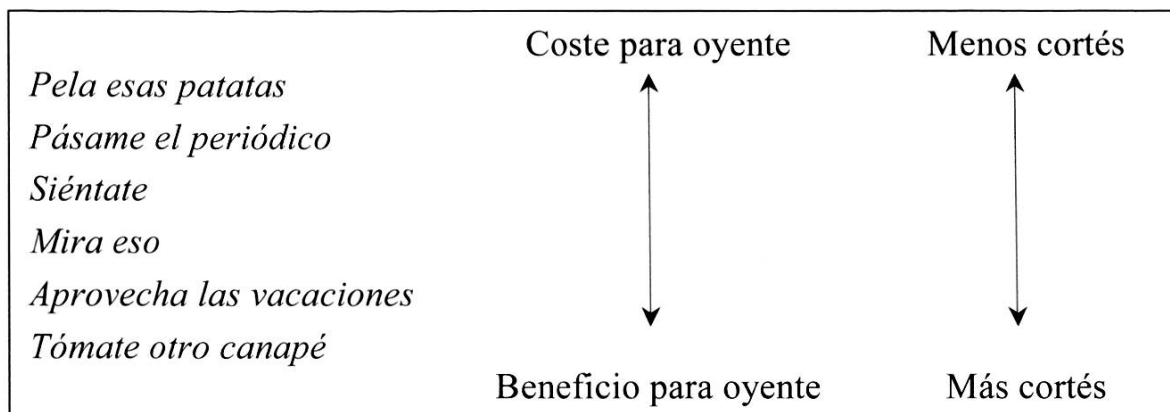 Coste para oyente Menos cortés
Pela esas patatas
Pásame el periódico
Siéntate
Mira eso
Aprovecha las vacaciones
Tómate otro canapé
Beneficio para oyente Más cortés